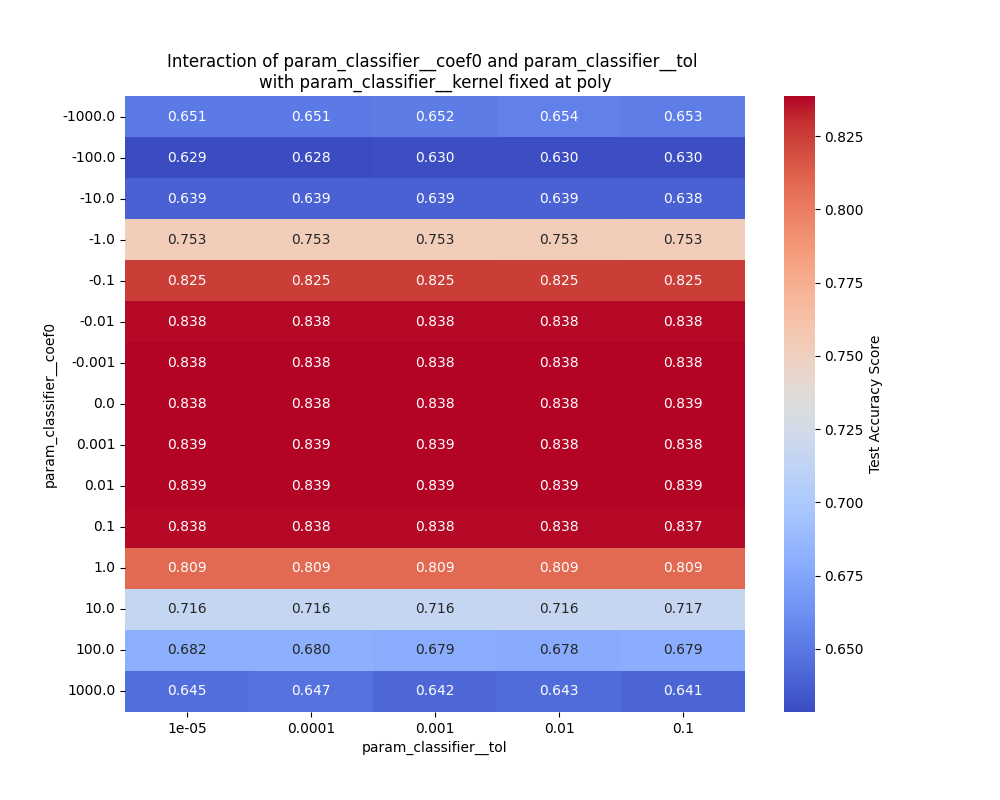 Interaction of param_classifier__coef0 and param_classifier__tol
with param_classifier__kernel fixed at poly
param_classifier__coef0
-1000.0 0.651 0.651 0.652 0.654 0.653
-100.0 0.629 0.628 0.630 0.630 0.630
-10.0 0.639 0.639 0.639 0.639 0.638
-1.0 0.753 0.753 0.753 0.753 0.753
-0.1 0.825 0.825 0.825 0.825 0.825
-0.01 0.838 0.838 0.838 0.838 0.838
-0.001 0.838 0.838 0.838 0.838 0.838
0.0 0.838 0.838 0.838 0.838 0.839
0.001 0.839 0.839 0.839 0.838 0.838
0.01 0.839 0.839 0.839 0.839 0.839
0.1 0.838 0.838 0.838 0.838 0.837
1.0 0.809 0.809 0.809 0.809 0.809
10.0 0.716 0.716 0.716 0.716 0.717
100.0 0.682 0.680 0.679 0.678 0.679
1000.0 0.645 0.647 0.642 0.643 0.641
1e-05 0.0001 0.001 0.01 0.1
param_classifier__tol
0.825
0.800
0.775
0.750
0.725
0.700
0.675
0.650
Test Accuracy Score